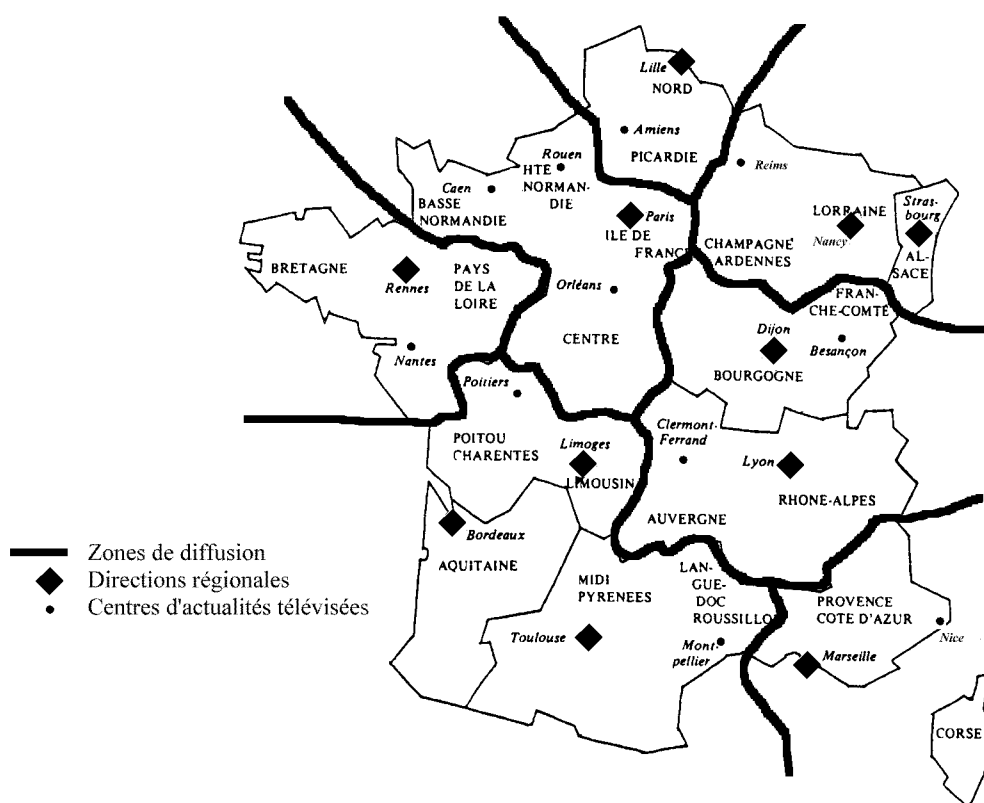 Lille
NORD
Amiens
PICARDIE
Rouen
HTE
NORMAN-
DIE
Caen
BASSE
NORMANDIE
Reims
Paris
ILE DE
FRANCE
CHAMPAGNE
ARDENNES
LORRAINE
Nancy
Stras-
bourg
AL-
SACE
BRETAGNE
Rennes
PAYS
DE LA
LOIRE
Nantes
Orléans
CENTRE
FRAN-
CHE-COMTÉ
Dijon
Besançon
BOURGOGNE
Poitiers
POITOU
CHARENTES
Limoges
LIMOUSIN
Clermont-
Ferrand
Lyon
RHONE-ALPES
AUVERGNE
Bordeaux
AQUITAINE
MIDI
PYRENEES
Toulouse
LAN-
GUE-
DOC
ROUSSILLON
Mont-
pellier
PROVENCE
COTE D'AZUR
Nice
Marseille
CORSE
Zones de diffusion
Directions régionales
Centres d'actualités télévisées